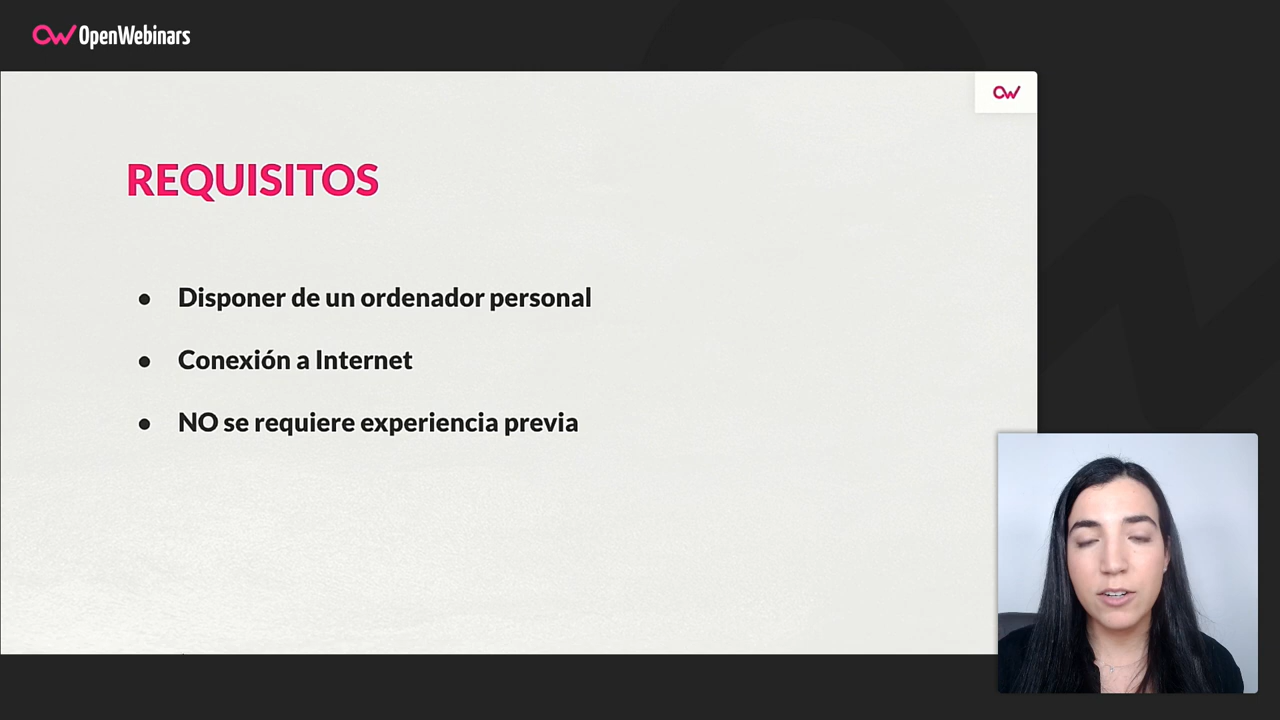 OpenWebinars
REQUISITOS
● Disponer de un ordenador personal
● Conexión a Internet
● NO se requiere experiencia previa